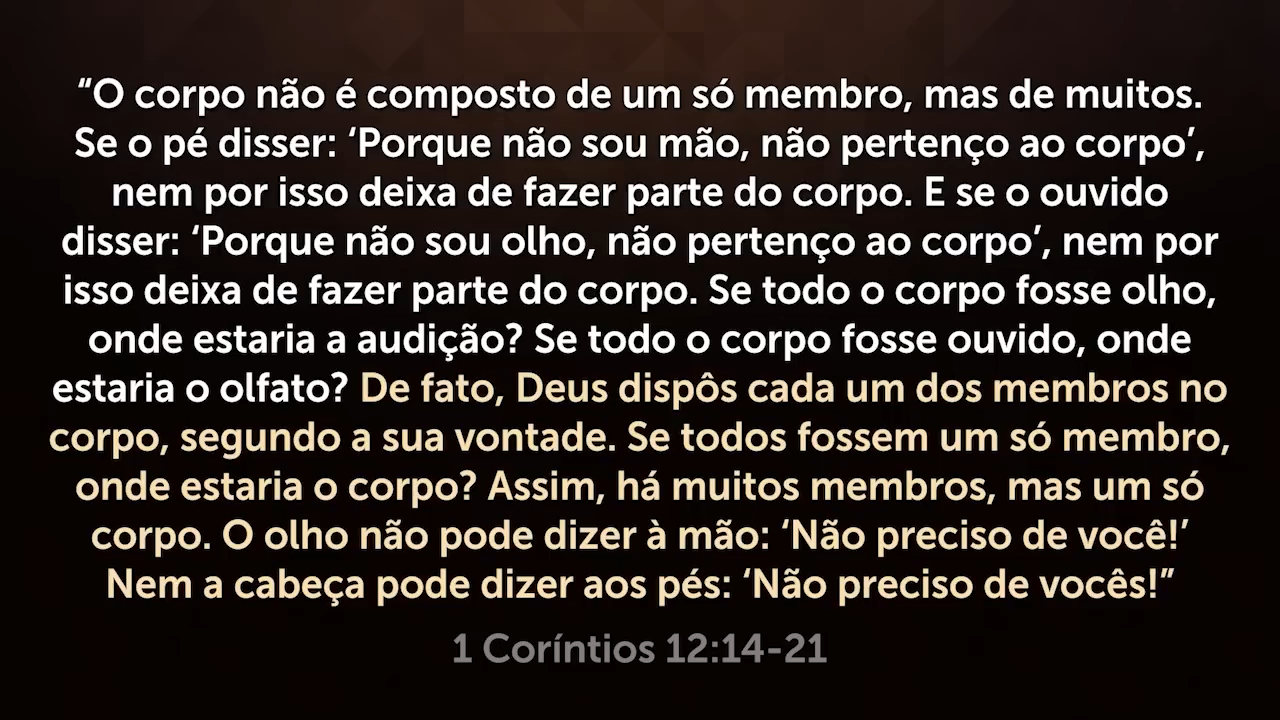 “O corpo não é composto de um só membro, mas de muitos.
Se o pé disser: ‘Porque não sou mão, não pertenço ao corpo’,
nem por isso deixa de fazer parte do corpo. E se o ouvido
disser: ‘Porque não sou olho, não pertenço ao corpo’, nem por
isso deixa de fazer parte do corpo. Se todo o corpo fosse olho,
onde estaria a audição? Se todo o corpo fosse ouvido, onde
estaria o olfato? De fato, Deus dispôs cada um dos membros no
corpo, segundo a sua vontade. Se todos fossem um só membro,
onde estaria o corpo? Assim, há muitos membros, mas um só
corpo. O olho não pode dizer à mão: ‘Não preciso de você!’
Nem a cabeça pode dizer aos pés: ‘Não preciso de vocês!”
1 Coríntios 12:14-21